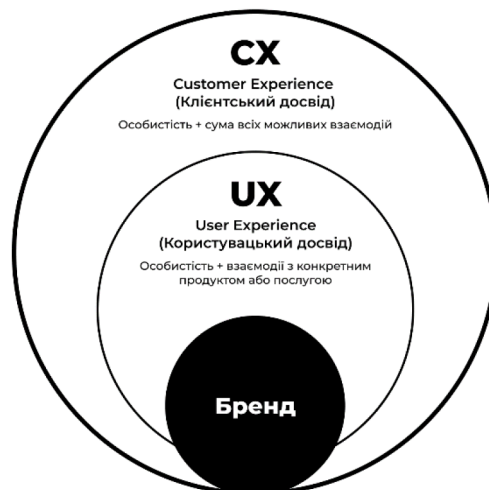 CX
Customer Experience
(Клієнтський досвід)
Особистість + сума всіх можливих взаємодій
UX
User Experience
(Користувацький досвід)
Особистість + взаємодії з конкретним
продуктом або послугою
Бренд